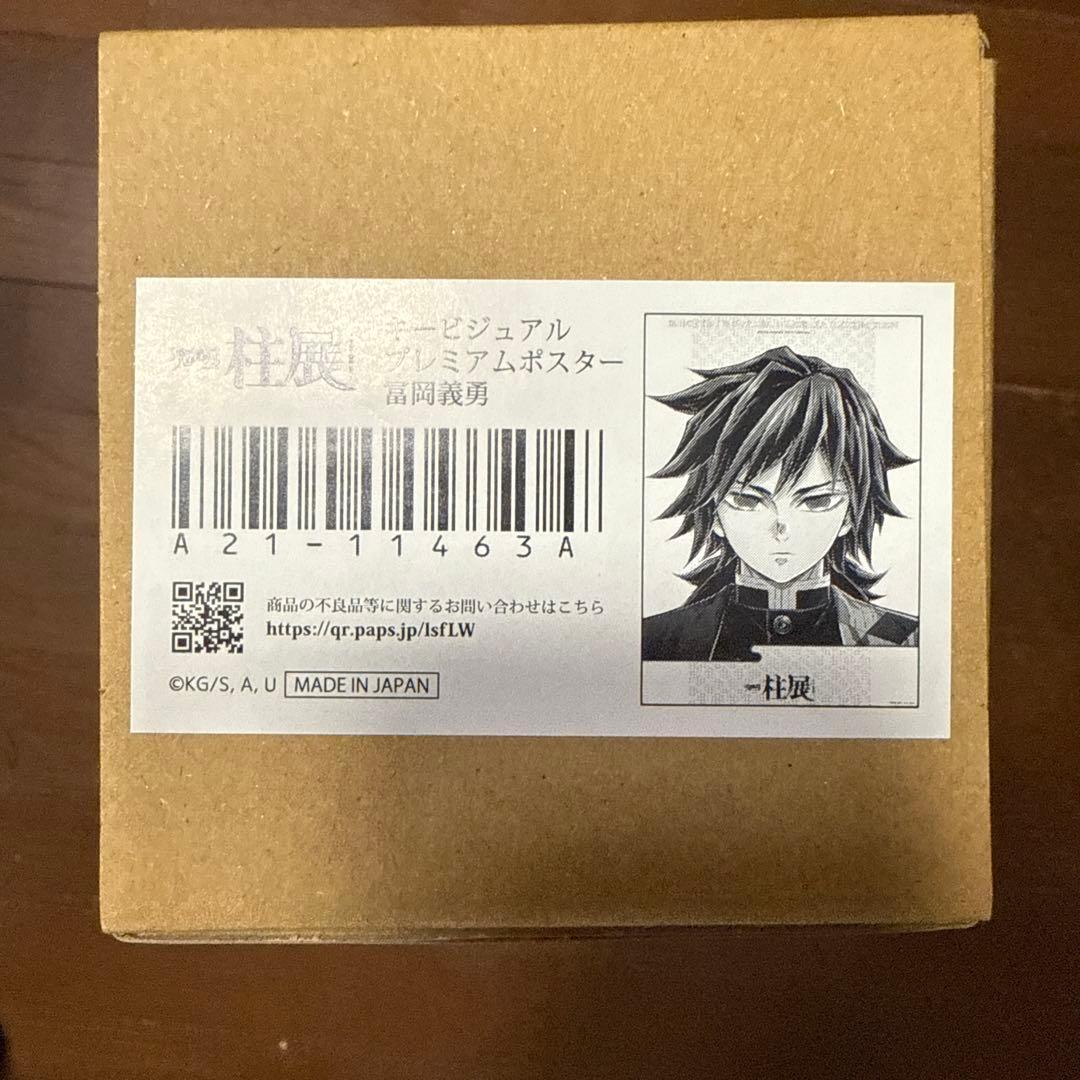 柱展
キービジュアル
プレミアムポスター
冨岡義勇
A21-11463A
商品の不良品等に関するお問い合わせはこちら
https://qr.paps.jp/lsfLW
©KG/S, A, U MADE IN JAPAN
柱展